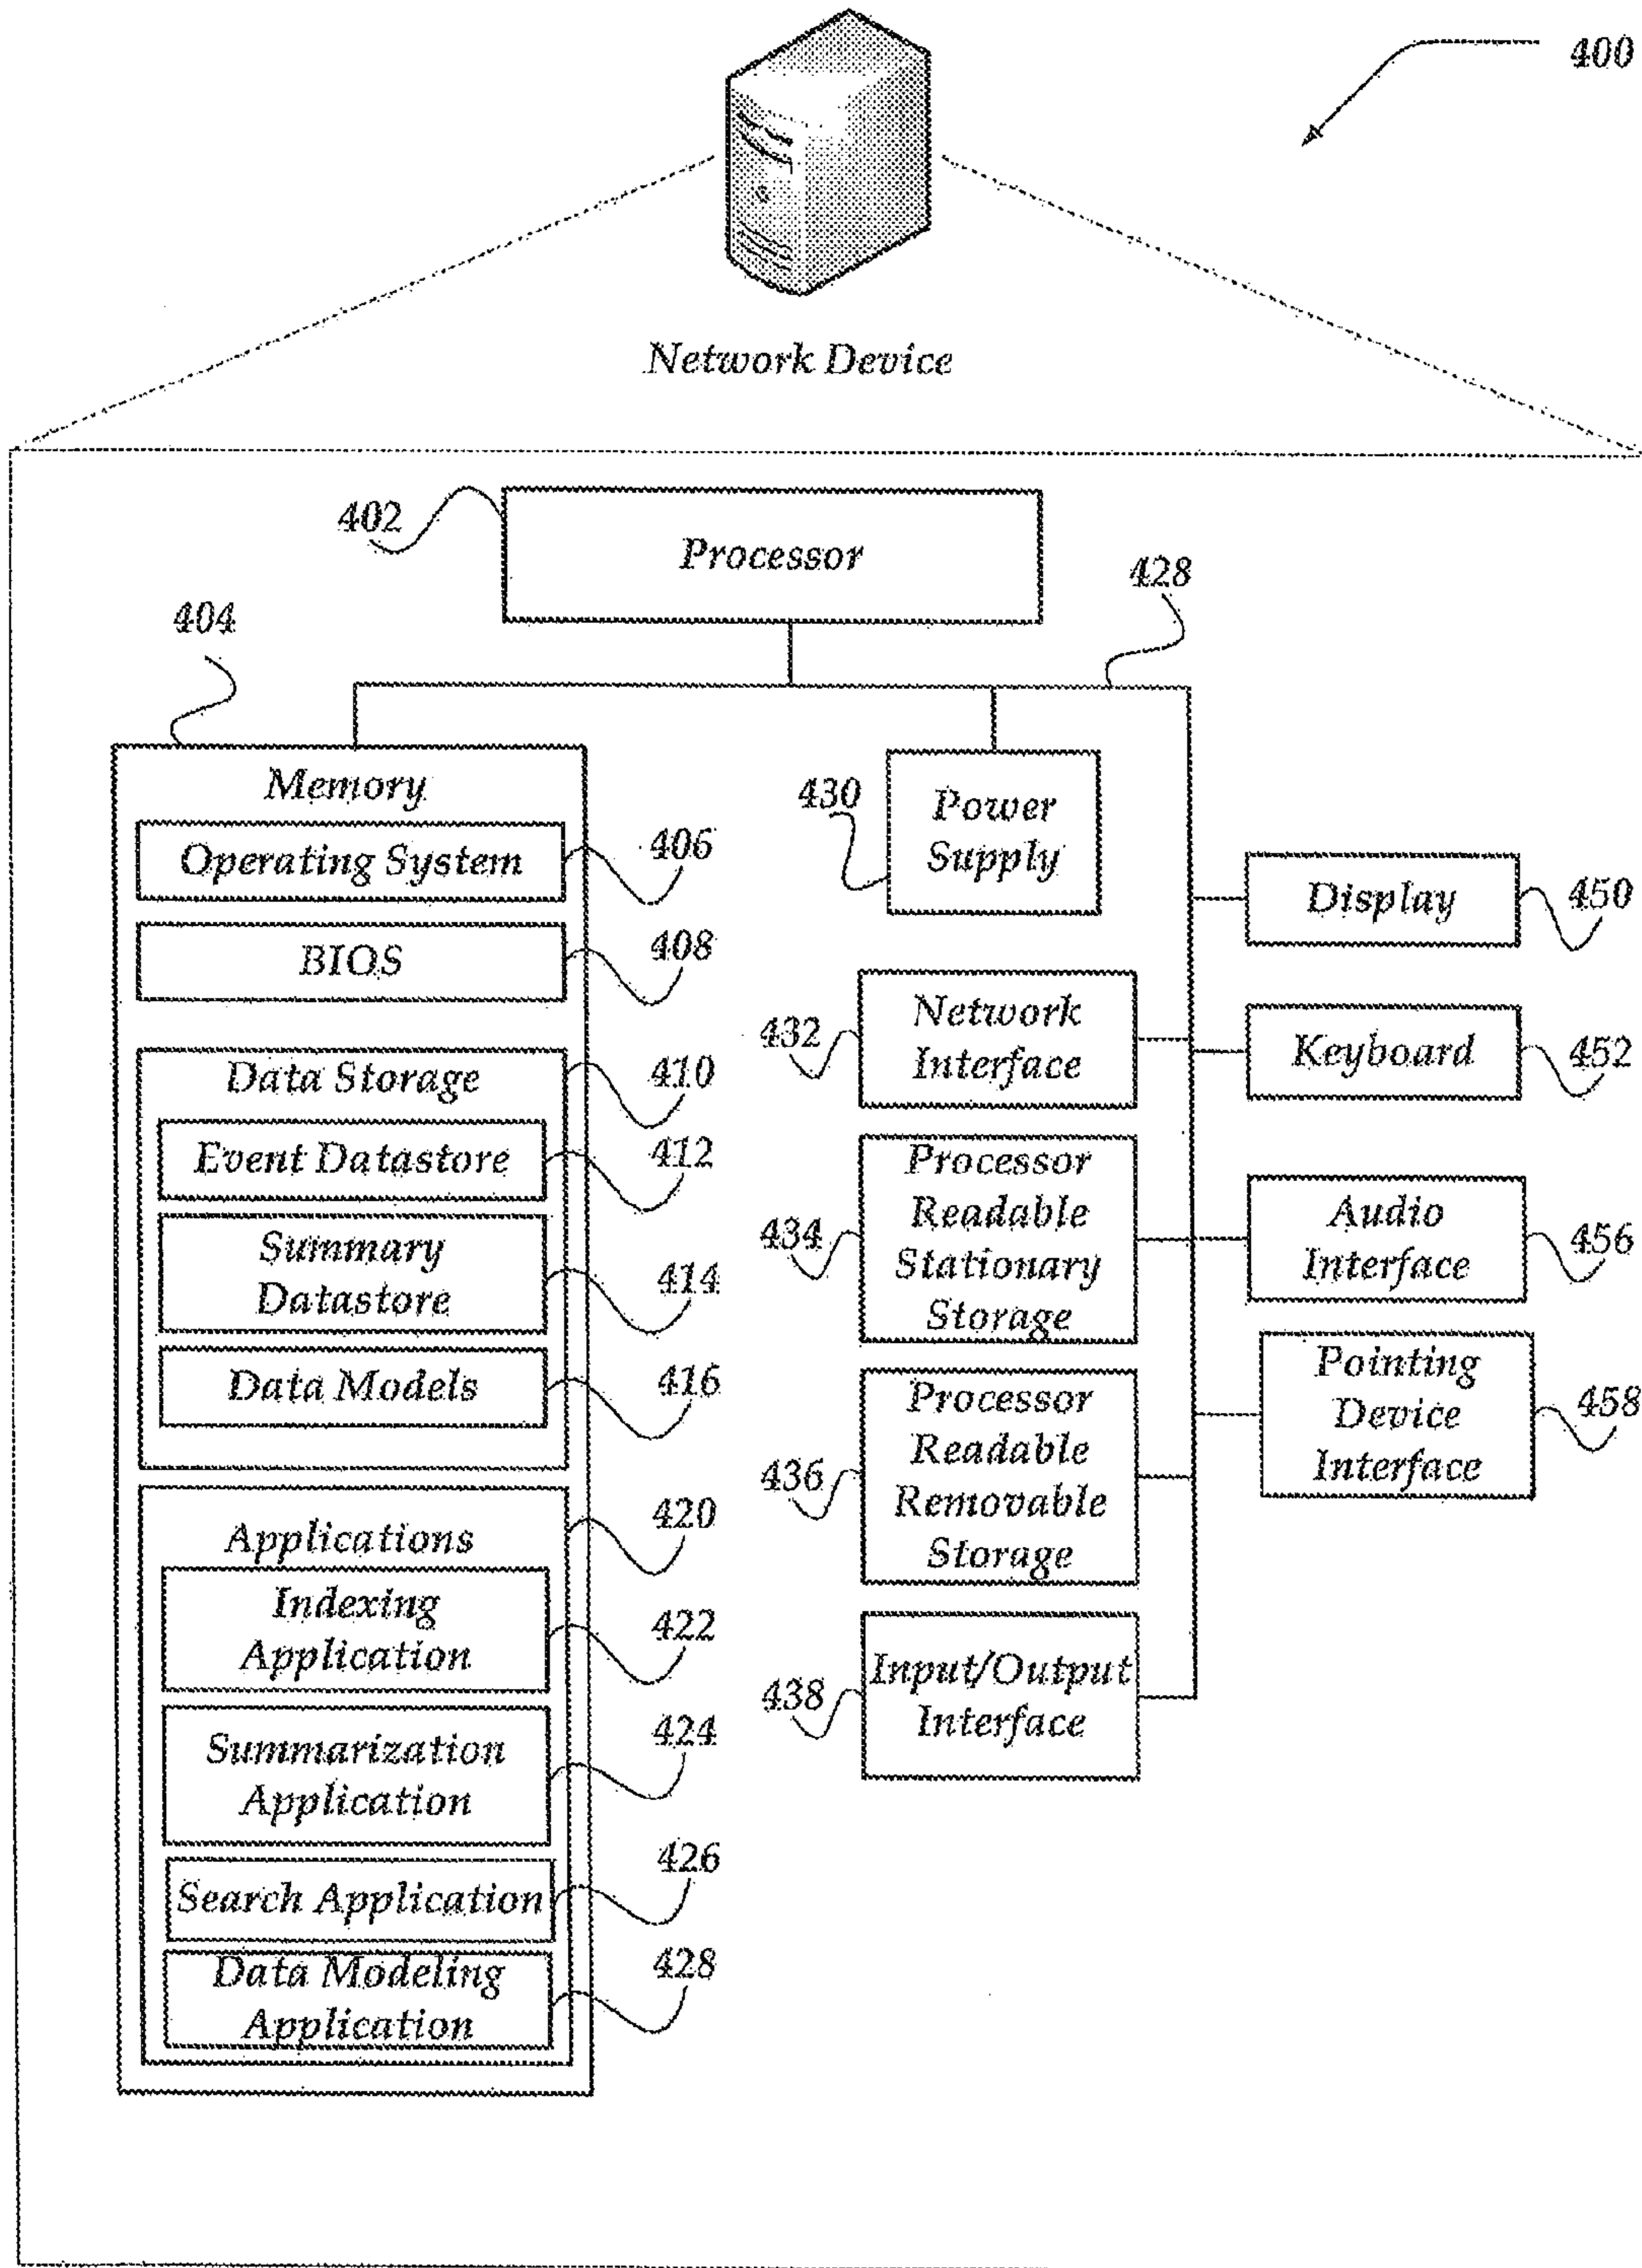 400
Network Device
402
Processor
428
404
Memory
Operating System
406
BIOS
408
Data Storage
410
Event Datastore
412
Summary
Datastore
414
Data Models
416
Applications
420
Indexing
Application
422
Summarization
Application
424
Search Application
426
Data Modeling
Application
428
430
Power
Supply
432
Network
Interface
434
Processor
Readable
Stationary
Storage
436
Processor
Readable
Removable
Storage
438
Input/Output
Interface
Display
450
Keyboard
452
Audio
Interface
456
Pointing
Device
Interface
458